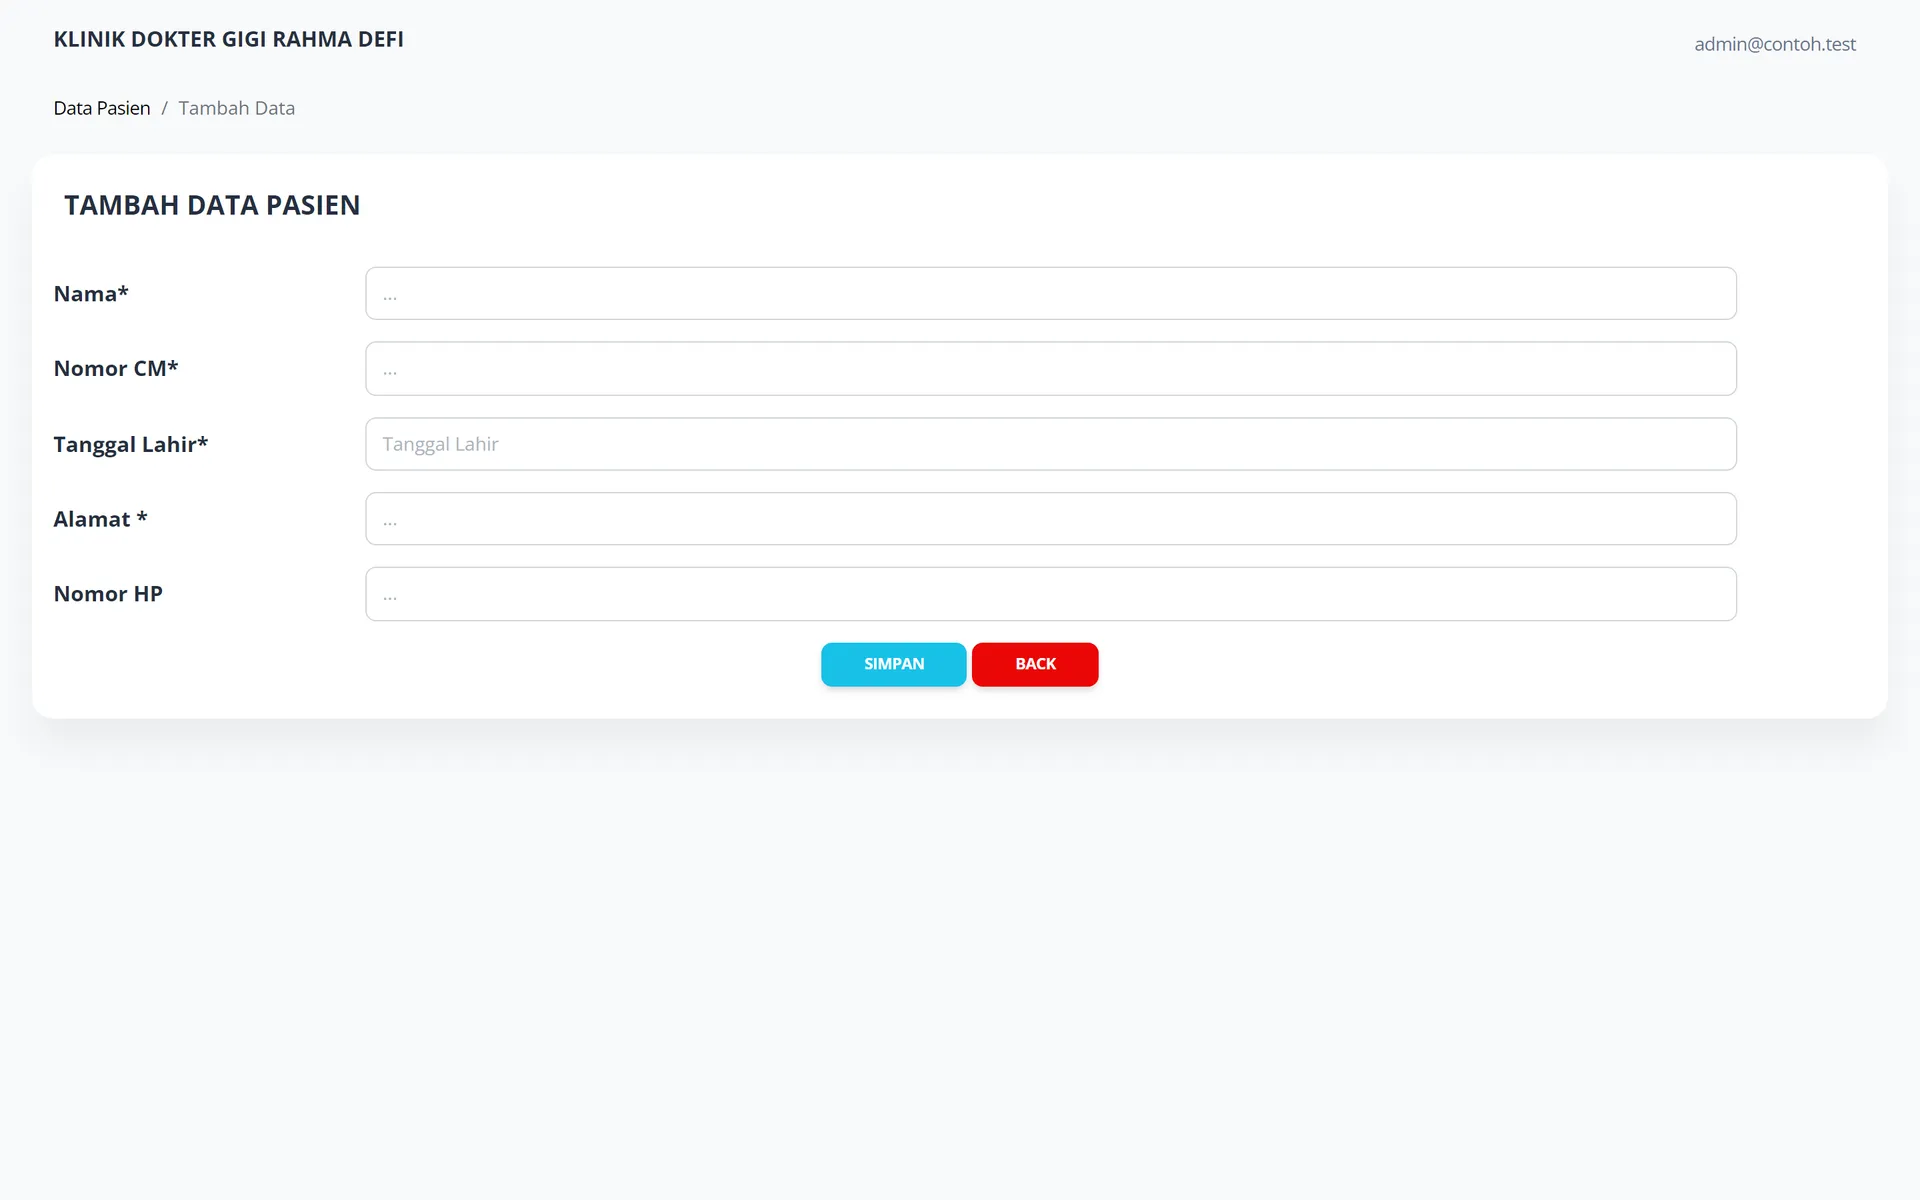 KLINIK DOKTER GIGI RAHMA DEFI
admin@contoh.test
Data Pasien / Tambah Data
TAMBAH DATA PASIEN
Nama*
...
Nomor CM*
...
Tanggal Lahir*
Tanggal Lahir
Alamat *
...
Nomor HP
...
SIMPAN
BACK